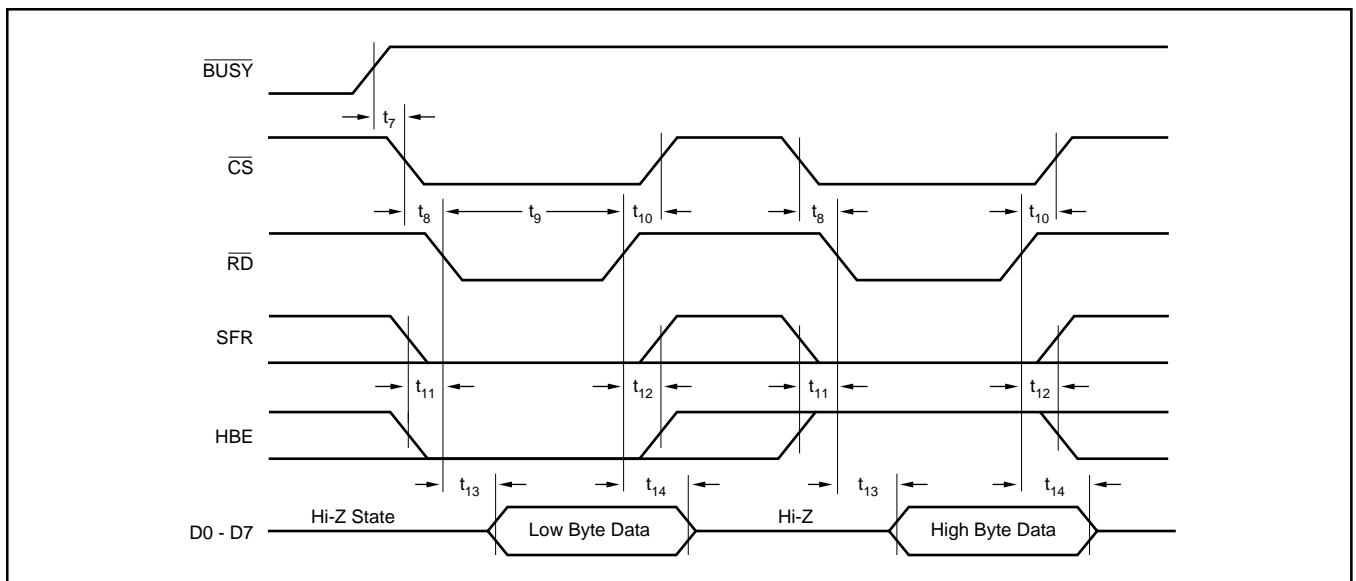 BUSY
t7
CS
t8 t9 t10 t8 t10
RD
SFR
t11 t12 t11 t12
HBE
t13 t14 t13 t14
D0 - D7 Hi-Z State Low Byte Data Hi-Z High Byte Data